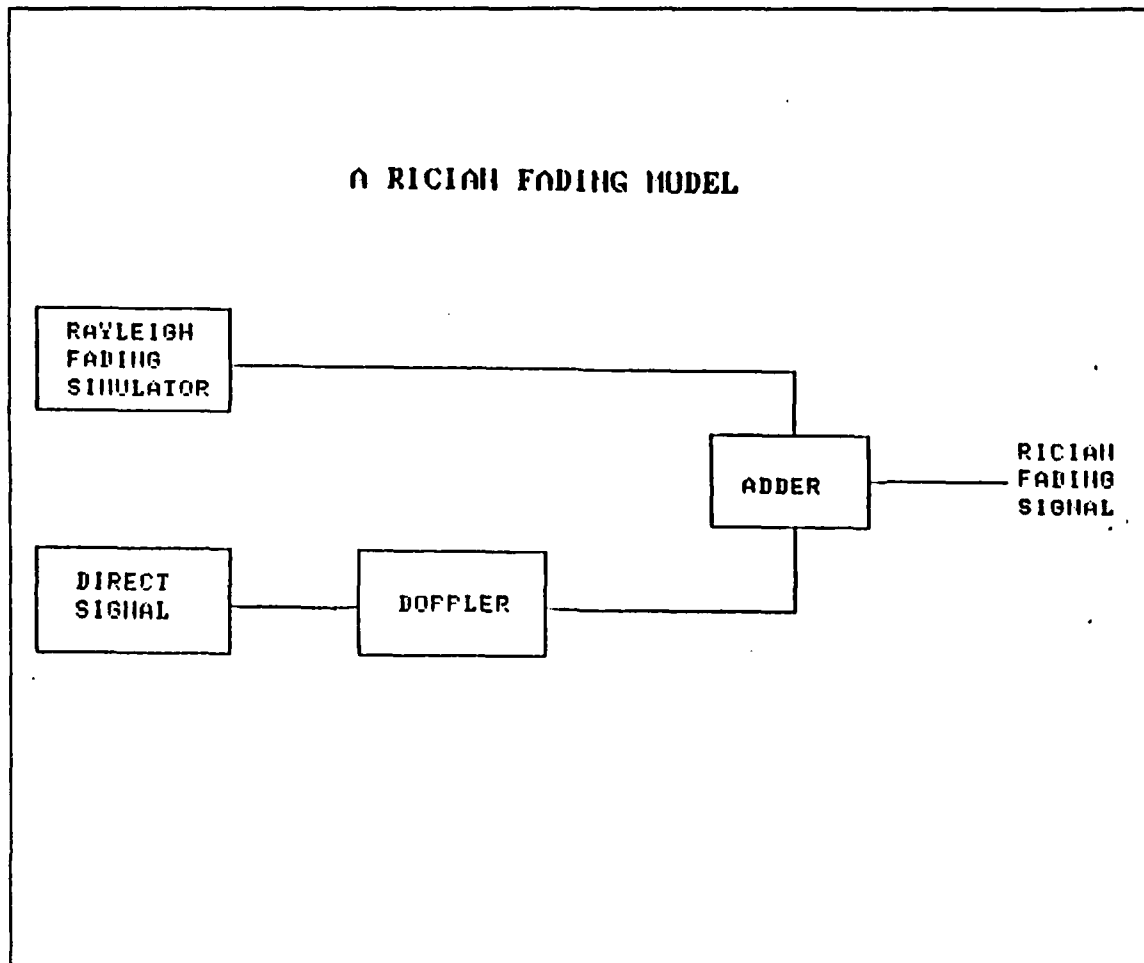 A RICIAN FADING MODEL
RAYLEIGH
FADING
SIMULATOR
ADDER
RICIAN
FADING
SIGNAL
DIRECT
SIGNAL
DOPPLER